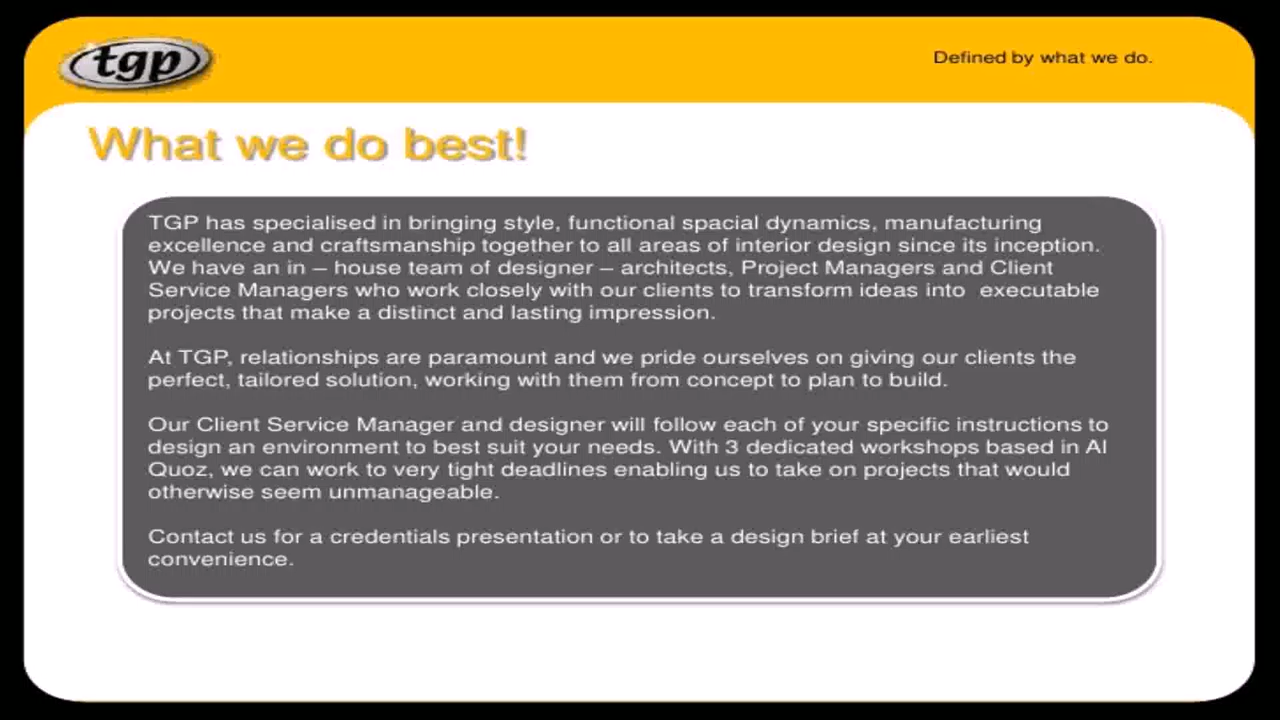 tgp
Defined by what we do.
What we do best!
TGP has specialised in bringing style, functional spacial dynamics, manufacturing
excellence and craftsmanship together to all areas of interior design since its inception.
We have an in – house team of designer – architects, Project Managers and Client
Service Managers who work closely with our clients to transform ideas into  executable
projects that make a distinct and lasting impression.
At TGP, relationships are paramount and we pride ourselves on giving our clients the
perfect, tailored solution, working with them from concept to plan to build.
Our Client Service Manager and designer will follow each of your specific instructions to
design an environment to best suit your needs. With 3 dedicated workshops based in Al
Quoz, we can work to very tight deadlines enabling us to take on projects that would
otherwise seem unmanageable.
Contact us for a credentials presentation or to take a design brief at your earliest
convenience.